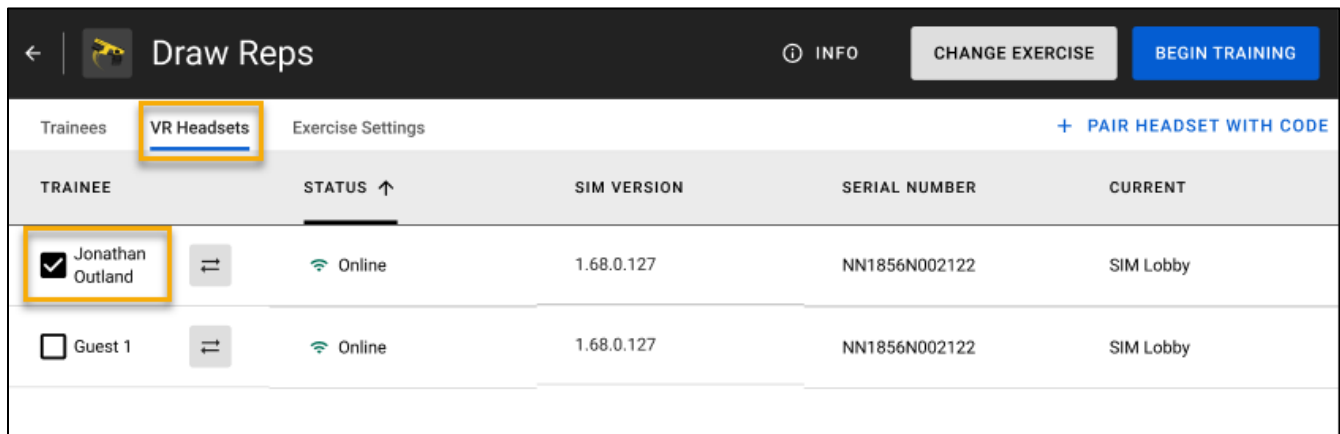 Draw Reps
INFO
CHANGE EXERCISE
BEGIN TRAINING
Trainees
VR Headsets
Exercise Settings
+ PAIR HEADSET WITH CODE
TRAINEE
STATUS
SIM VERSION
SERIAL NUMBER
CURRENT
Jonathan
Outland
Online
1.68.0.127
NN1856N002122
SIM Lobby
Guest 1
Online
1.68.0.127
NN1856N002122
SIM Lobby